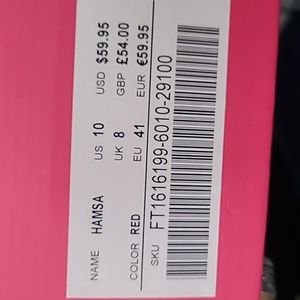 NAME HAMSA US 10 USD $59.95
UK 8 GBP £54.00
COLOR RED EU 41 EUR €59.95
SKU FT1616199-6010-29100